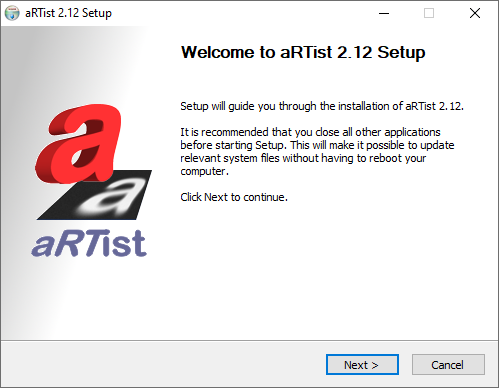 aRTist 2.12 Setup
Welcome to aRTist 2.12 Setup
Setup will guide you through the installation of aRTist 2.12.
It is recommended that you close all other applications
before starting Setup. This will make it possible to update
relevant system files without having to reboot your
computer.
Click Next to continue.
a
a
aRTist
Next >
Cancel